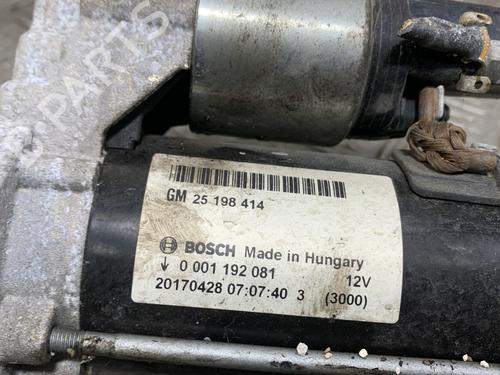 GM 25 198 414
BOSCH Made in Hungary
0 001 192 081 12V
20170428 07:07:40 3 (3000)
B-PARTS